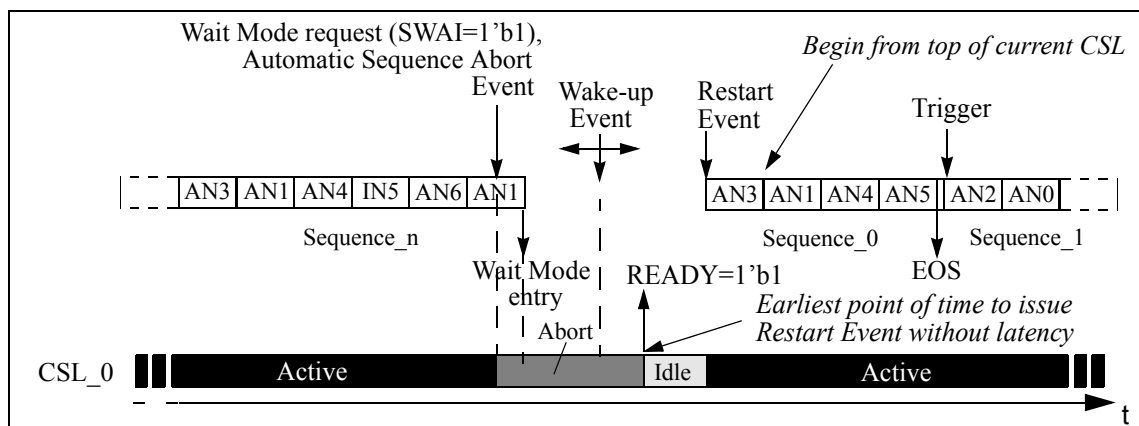 Wait Mode request (SWAI=1’b1),
Automatic Sequence Abort
Event
Wake-up
Event
Restart
Event
Begin from top of current CSL
Trigger
AN3 AN1 AN4 IN5 AN6 AN1
AN3 AN1 AN4 AN5 AN2 AN0
Sequence_n
Sequence_0
Sequence_1
EOS
Wait Mode
entry
READY=1’b1
Earliest point of time to issue
Restart Event without latency
Abort
CSL_0
Active
Idle
Active
t